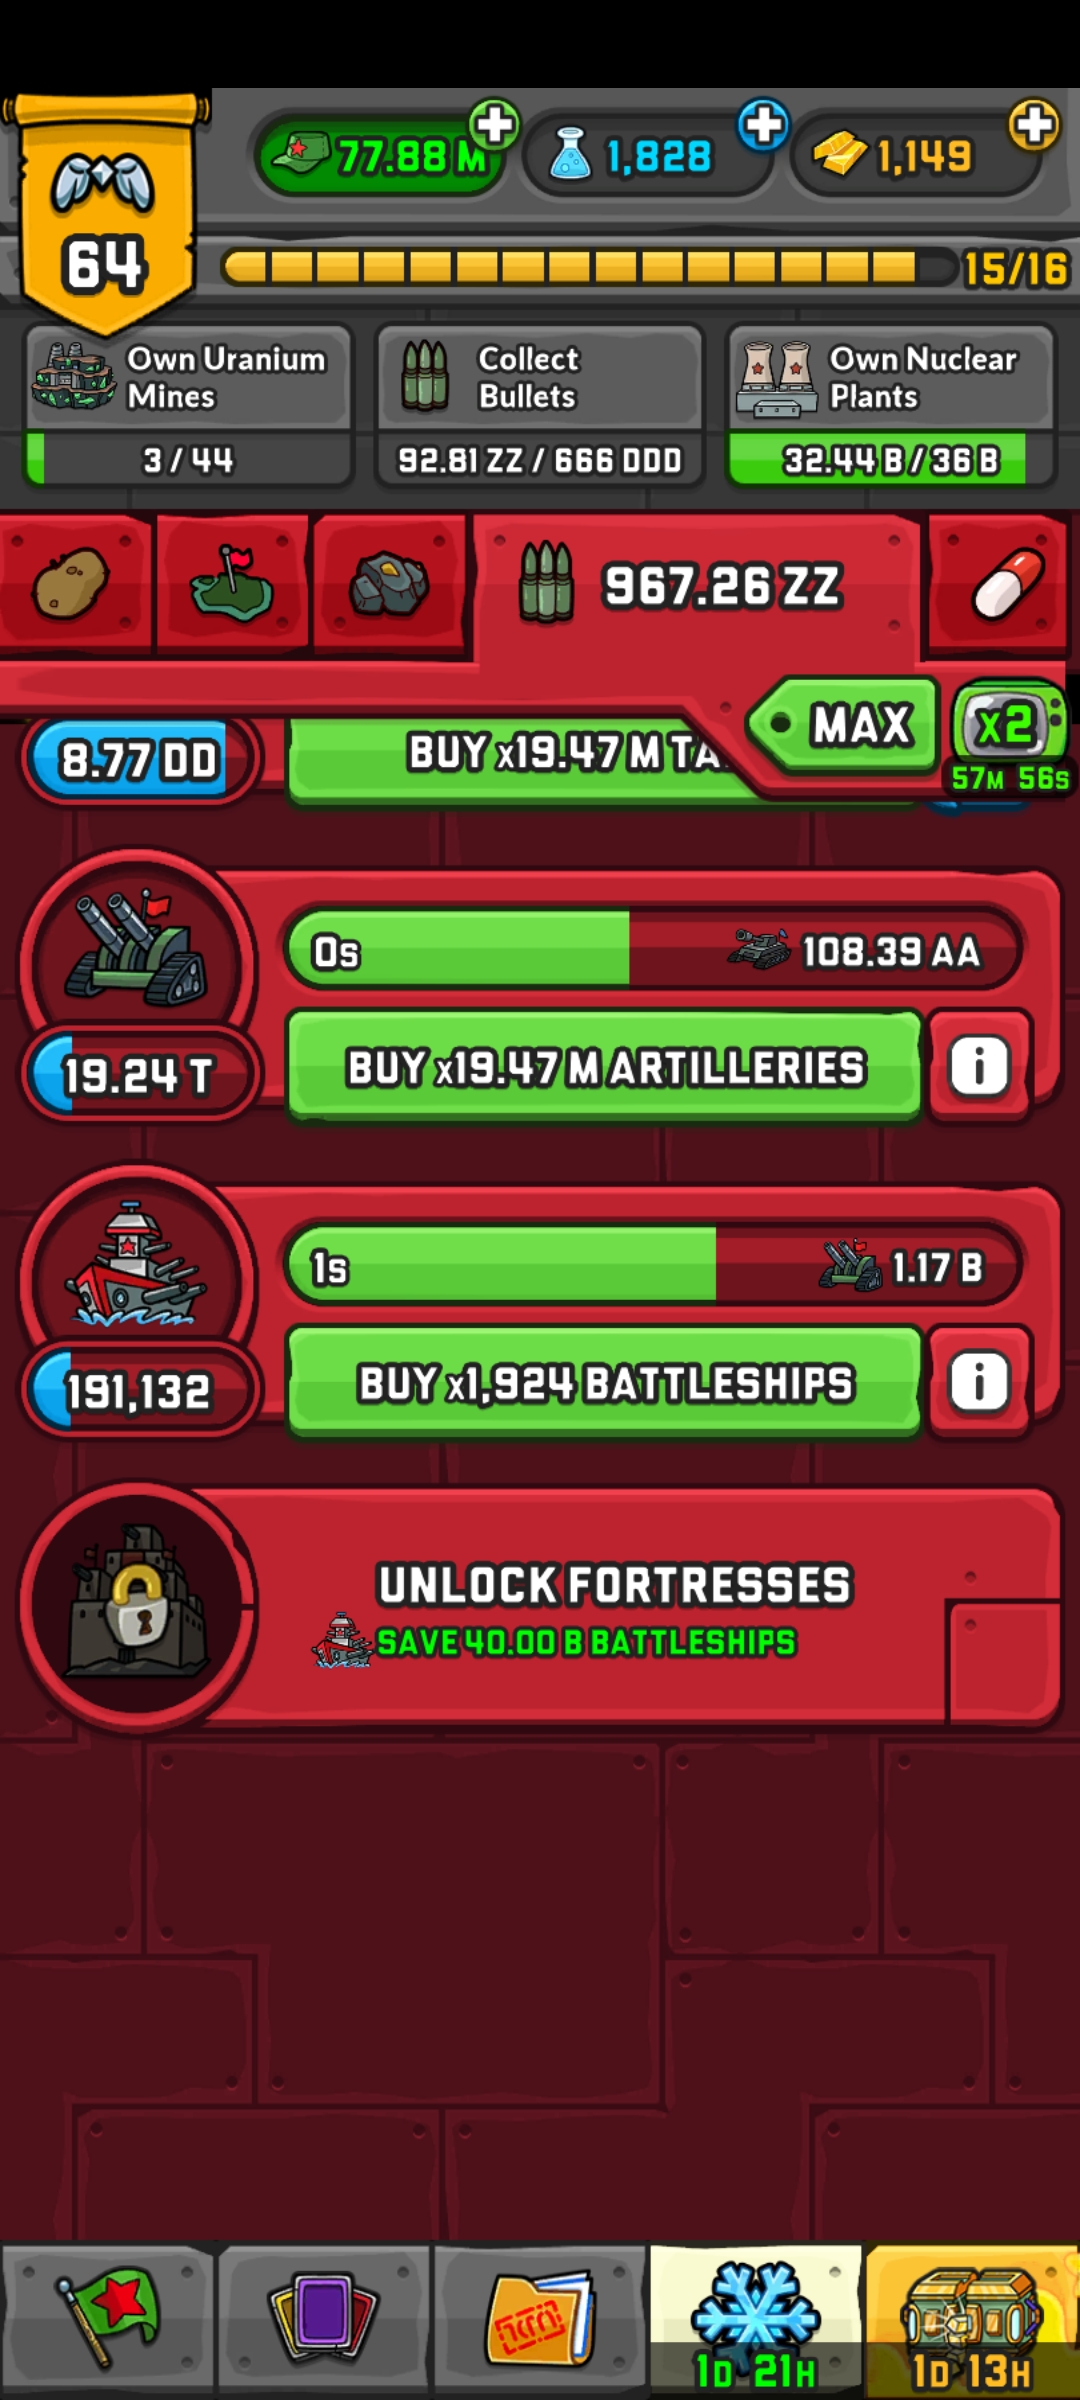 77.88 M
1,828
1,149
64
15/16
Own Uranium
Mines
3 / 44
Collect
Bullets
92.81 ZZ / 666 DDD
Own Nuclear
Plants
32.44 B / 36 B
967.26 ZZ
MAX
x2
57M 56S
8.77 DD
BUY x19.47 M TA
0s
108.39 AA
19.24 T
BUY x19.47 M ARTILLERIES
i
1s
1.17 B
191,132
BUY x1,924 BATTLESHIPS
i
UNLOCK FORTRESSES
SAVE 40.00 B BATTLESHIPS
1D 21H
1D 13H